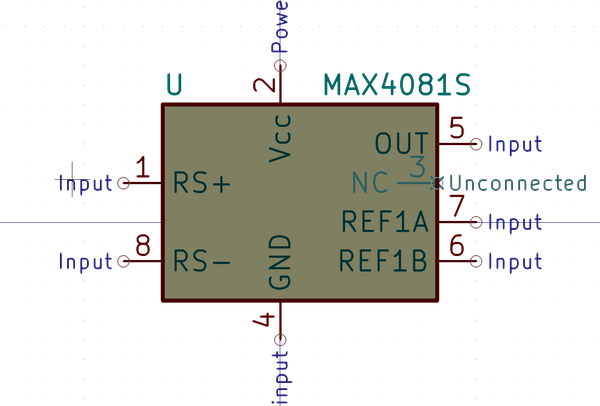 Powe
U
MAX4081S
2
Vcc
OUT
5
Input
Input
1
RS+
NC
3
Unconnected
REF1A
7
Input
Input
8
RS-
REF1B
6
Input
GND
4
input